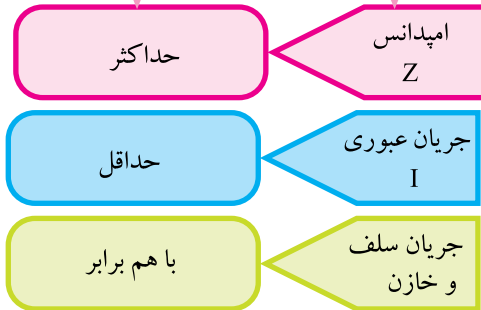 امپدانس
Z
حداکثر
جریان عبوری
I
حداقل
جریان سلف
و خازن
با هم برابر